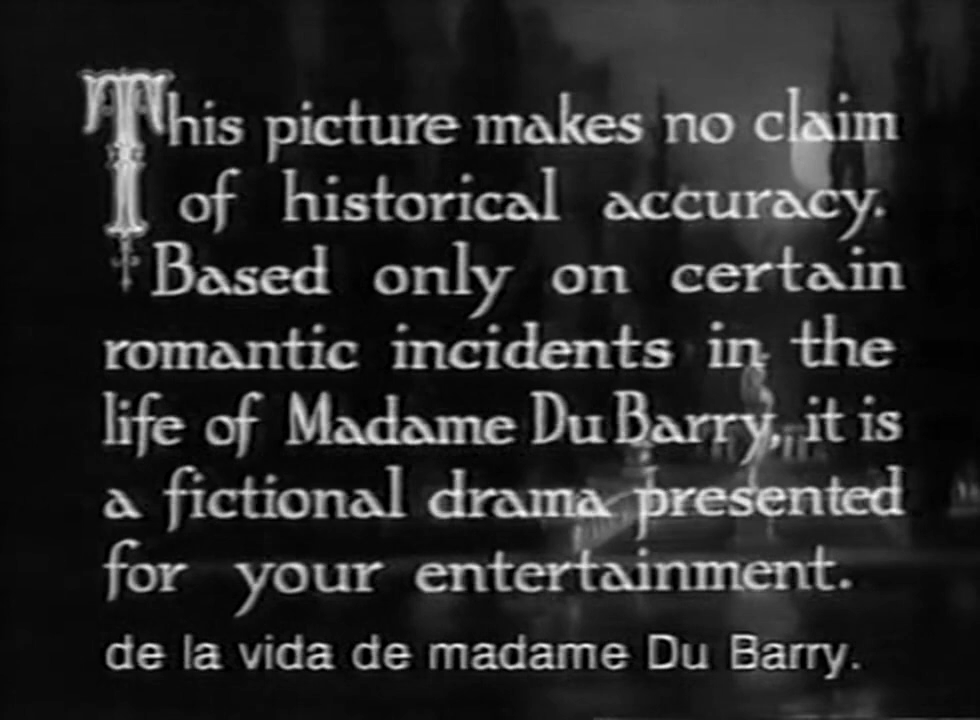 This picture makes no claim
of historical accuracy.
Based only on certain
romantic incidents in the
life of Madame Du Barry, it is
a fictional drama presented
for your entertainment.
de la vida de madame Du Barry.